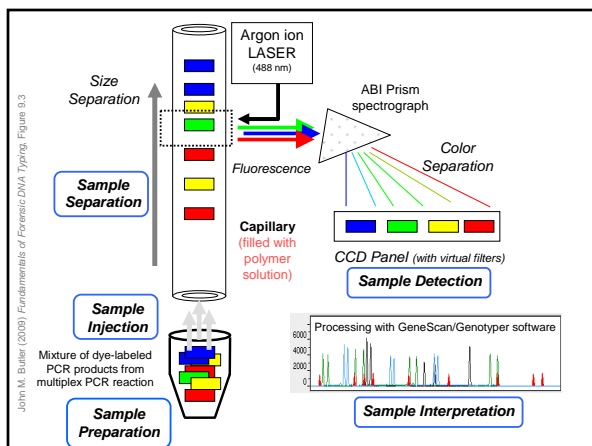 Argon ion
LASER
(488 nm)
Size
Separation
ABI Prism
spectrograph
Color
Separation
Fluorescence
Sample
Separation
Capillary
(filled with
polymer
solution)
CCD Panel (with virtual filters)
Sample Detection
Sample
Injection
Mixture of dye-labeled
PCR products from
multiplex PCR reaction
Sample
Preparation
Processing with GeneScan/Genotyper software
6000
4000
2000
0
Sample Interpretation
John M. Butler (2009) Fundamentals of Forensic DNA Typing, Figure 9.3